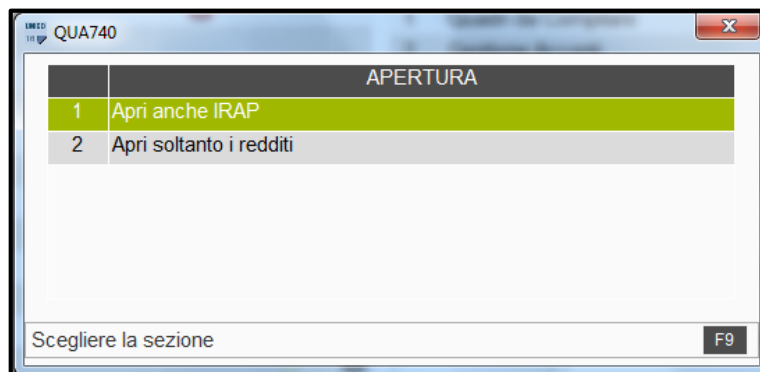 QUA740
APERTURA
1 Apri anche IRAP
2 Apri soltanto i redditi
Scegliere la sezione F9